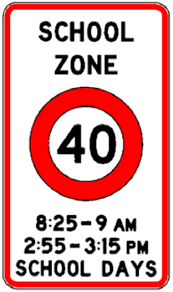 SCHOOL
ZONE
40
8:25-9 AM
2:55-3:15 PM
SCHOOL DAYS